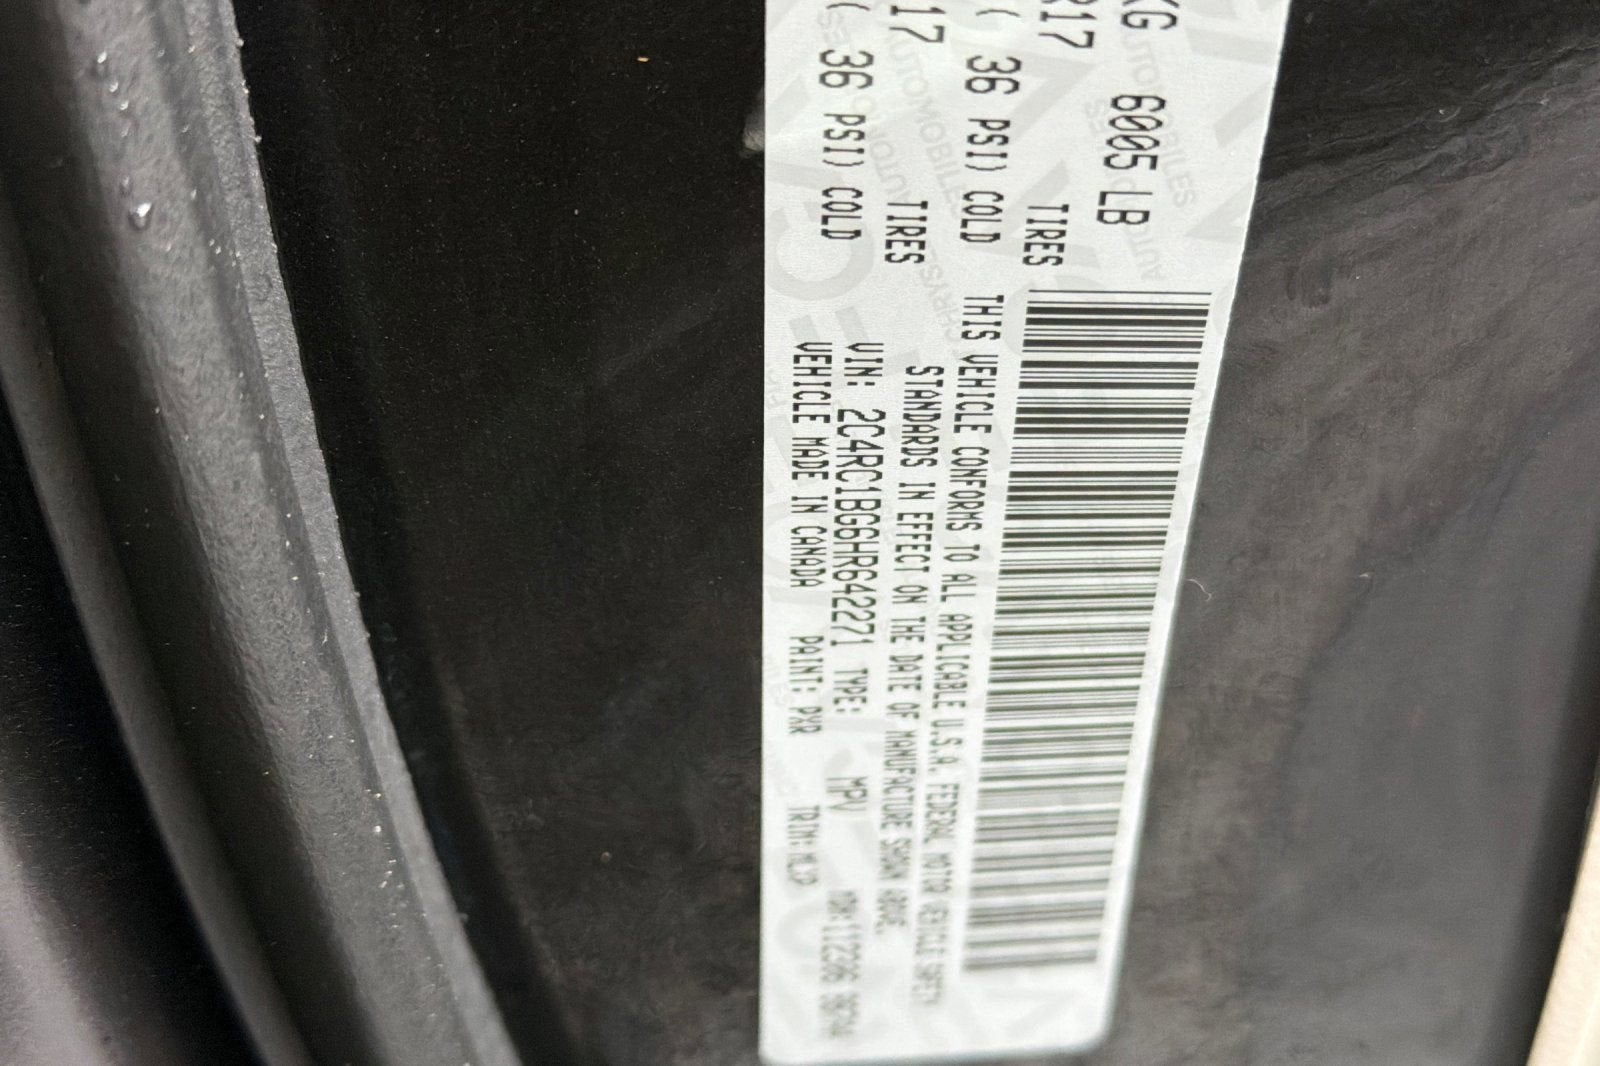 KG 6005 LB
R17 TIRES
( 36 PSI) COLD
17 TIRES
( 36 PSI) COLD
THIS VEHICLE CONFORMS TO ALL APPLICABLE U.S.A. FEDERAL MOTOR VEHICLE SAFETY
STANDARDS IN EFFECT ON THE DATE OF MANUFACTURE SHOWN ABOVE.
VIN: 2C4RC1BG6HR642271 TYPE: MPV MDH:
VEHICLE MADE IN CANADA PAINT: PXR TRIM: